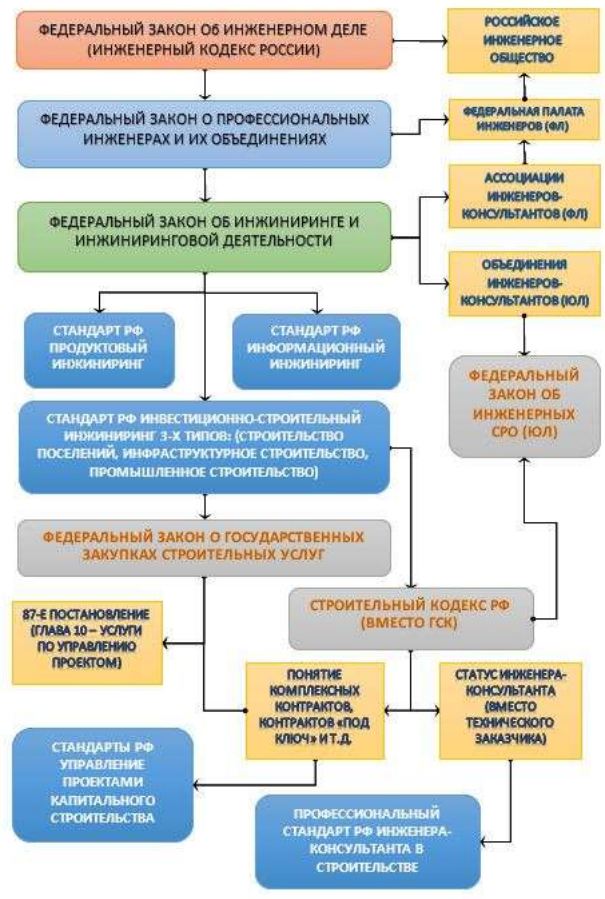 ФЕДЕРАЛЬНЫЙ ЗАКОН ОБ ИНЖЕНЕРНОМ ДЕЛЕ
(ИНЖЕНЕРНЫЙ КОДЕКС РОССИИ)
РОССИЙСКОЕ
ИНЖЕНЕРНОЕ
ОБЩЕСТВО
ФЕДЕРАЛЬНЫЙ ЗАКОН О ПРОФЕССИОНАЛЬНЫХ
ИНЖЕНЕРАХ И ИХ ОБЪЕДИНЕНИЯХ
ФЕДЕРАЛЬНАЯ ПАЛАТА
ИНЖЕНЕРОВ (ФЛ)
АССОЦИАЦИИ
ИНЖЕНЕРОВ-
КОНСУЛЬТАНТОВ (ФЛ)
ФЕДЕРАЛЬНЫЙ ЗАКОН ОБ ИНЖИНИРИНГЕ И
ИНЖИНИРИНГОВОЙ ДЕЯТЕЛЬНОСТИ
ОБЪЕДИНЕНИЯ
ИНЖЕНЕРОВ-
КОНСУЛЬТАНТОВ (ЮЛ)
СТАНДАРТ РФ
ПРОДУКТОВЫЙ
ИНЖИНИРИНГ
СТАНДАРТ РФ
ИНФОРМАЦИОННЫЙ
ИНЖИНИРИНГ
ФЕДЕРАЛЬНЫЙ
ЗАКОН ОБ
ИНЖЕНЕРНЫХ
СРО (ЮЛ)
СТАНДАРТ РФ ИНВЕСТИЦИОННО-СТРОИТЕЛЬНЫЙ
ИНЖИНИРИНГ 3-Х ТИПОВ: (СТРОИТЕЛЬСТВО
ПОСЕЛЕНИЙ, ИНФРАСТРУКТУРНОЕ СТРОИТЕЛЬСТВО,
ПРОМЫШЛЕННОЕ СТРОИТЕЛЬСТВО)
ФЕДЕРАЛЬНЫЙ ЗАКОН О ГОСУДАРСТВЕННЫХ
ЗАКУПКАХ СТРОИТЕЛЬНЫХ УСЛУГ
СТРОИТЕЛЬНЫЙ КОДЕКС РФ
(ВМЕСТО ГСК)
87-Е ПОСТАНОВЛЕНИЕ
(ГЛАВА 10 – УСЛУГИ
ПО УПРАВЛЕНИЮ
ПРОЕКТОМ)
ПОНЯТИЕ
КОМПЛЕКСНЫХ
КОНТРАКТОВ,
КОНТРАКТОВ «ПОД
КЛЮЧ» И Т.Д.
СТАТУС ИНЖЕНЕРА-
КОНСУЛЬТАНТА
(ВМЕСТО
ТЕХНИЧЕСКОГО
ЗАКАЗЧИКА)
СТАНДАРТЫ РФ
УПРАВЛЕНИЕ
ПРОЕКТАМИ
КАПИТАЛЬНОГО
СТРОИТЕЛЬСТВА
ПРОФЕССИОНАЛЬНЫЙ
СТАНДАРТ РФ ИНЖЕНЕРА-
КОНСУЛЬТАНТА В
СТРОИТЕЛЬСТВЕ